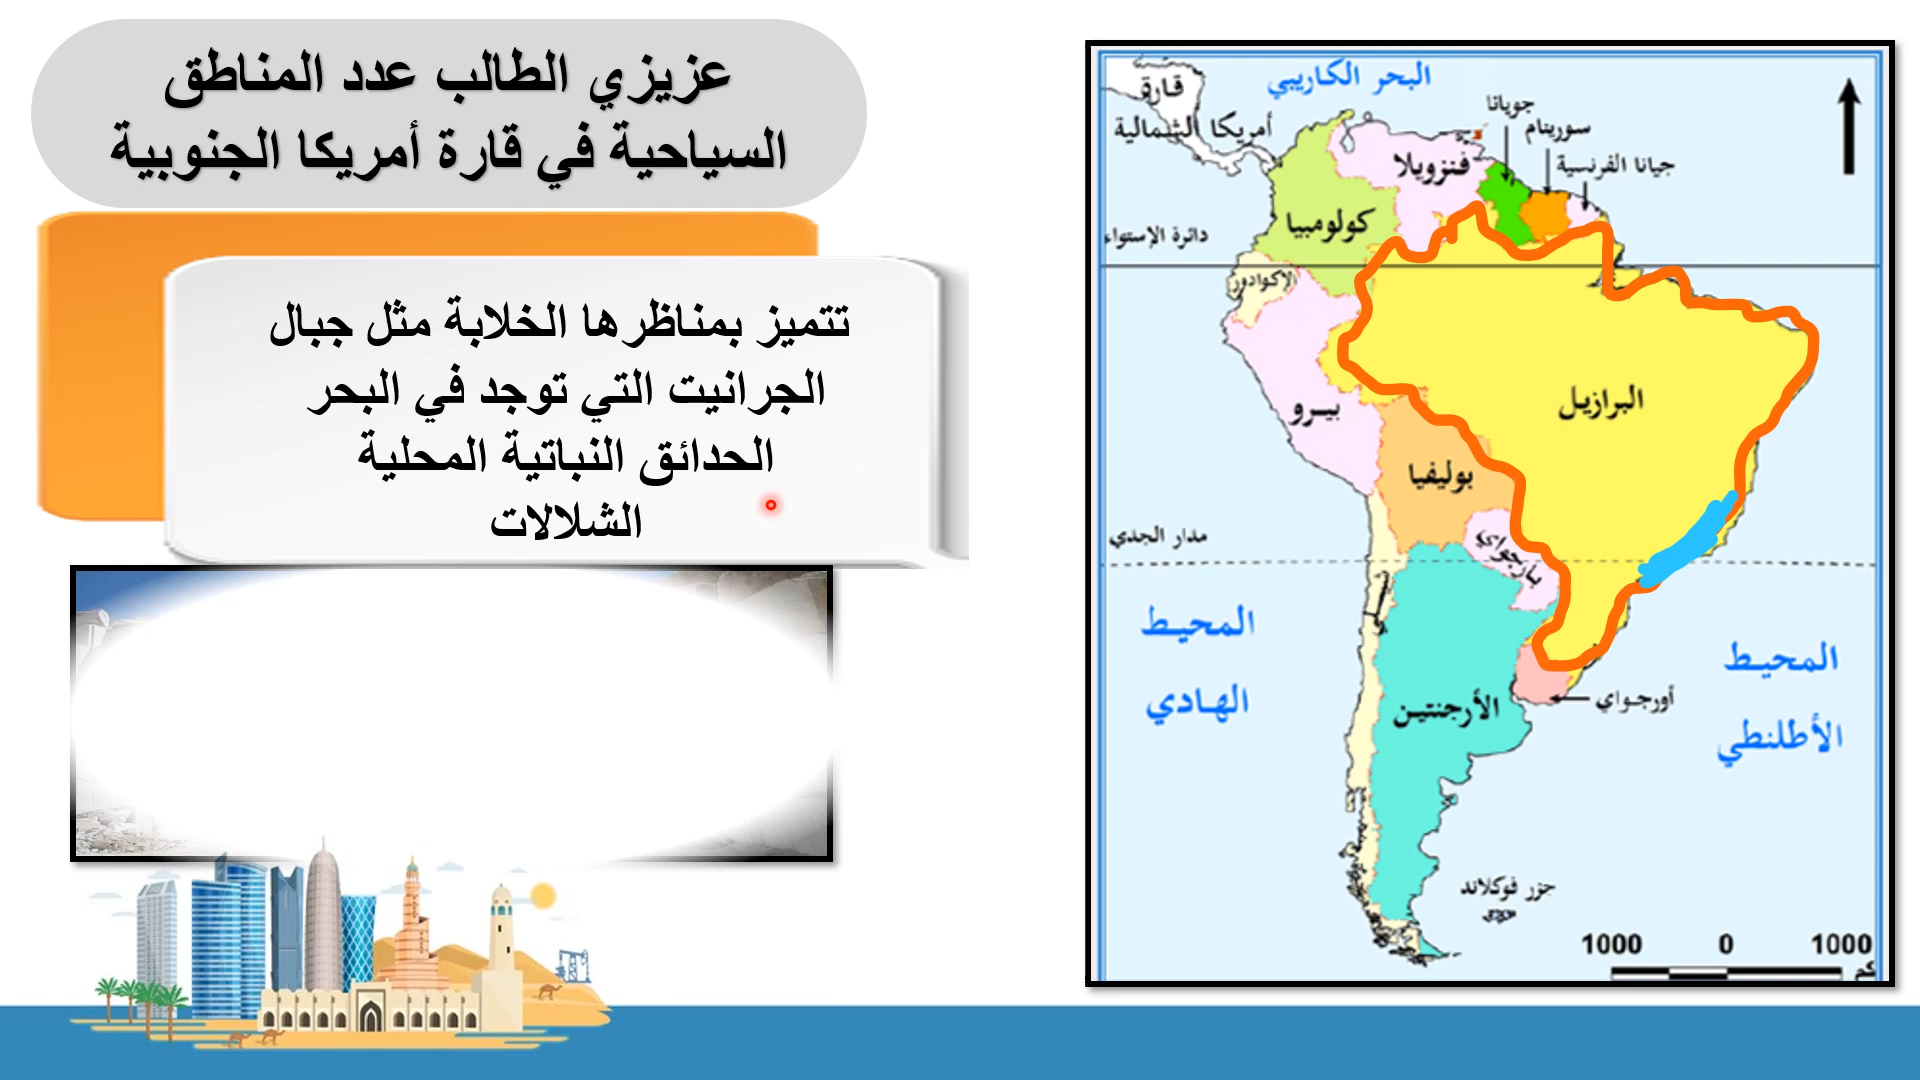 عزيزي الطالب عدد المناطق
السياحية في قارة أمريكا الجنوبية
تتميز بمناظرها الخلابة مثل جبال
الجرانيت التي توجد في البحر
الحدائق النباتية المحلية
الشلالات
البحر الكاريبي
قارة
أمريكا الشمالية
جويانا
سورينام
جيانا الفرنسية
فنزويلا
كولومبيا
دائرة الإستواء
الإكوادور
البرازيل
بيرو
بوليفيا
مدار الجدي
بارجواي
المحيط
الهادي
المحيط
الأطلنطي
الأرجنتين
أورجواي
جزر فوكلاند
1000 0 1000
كم